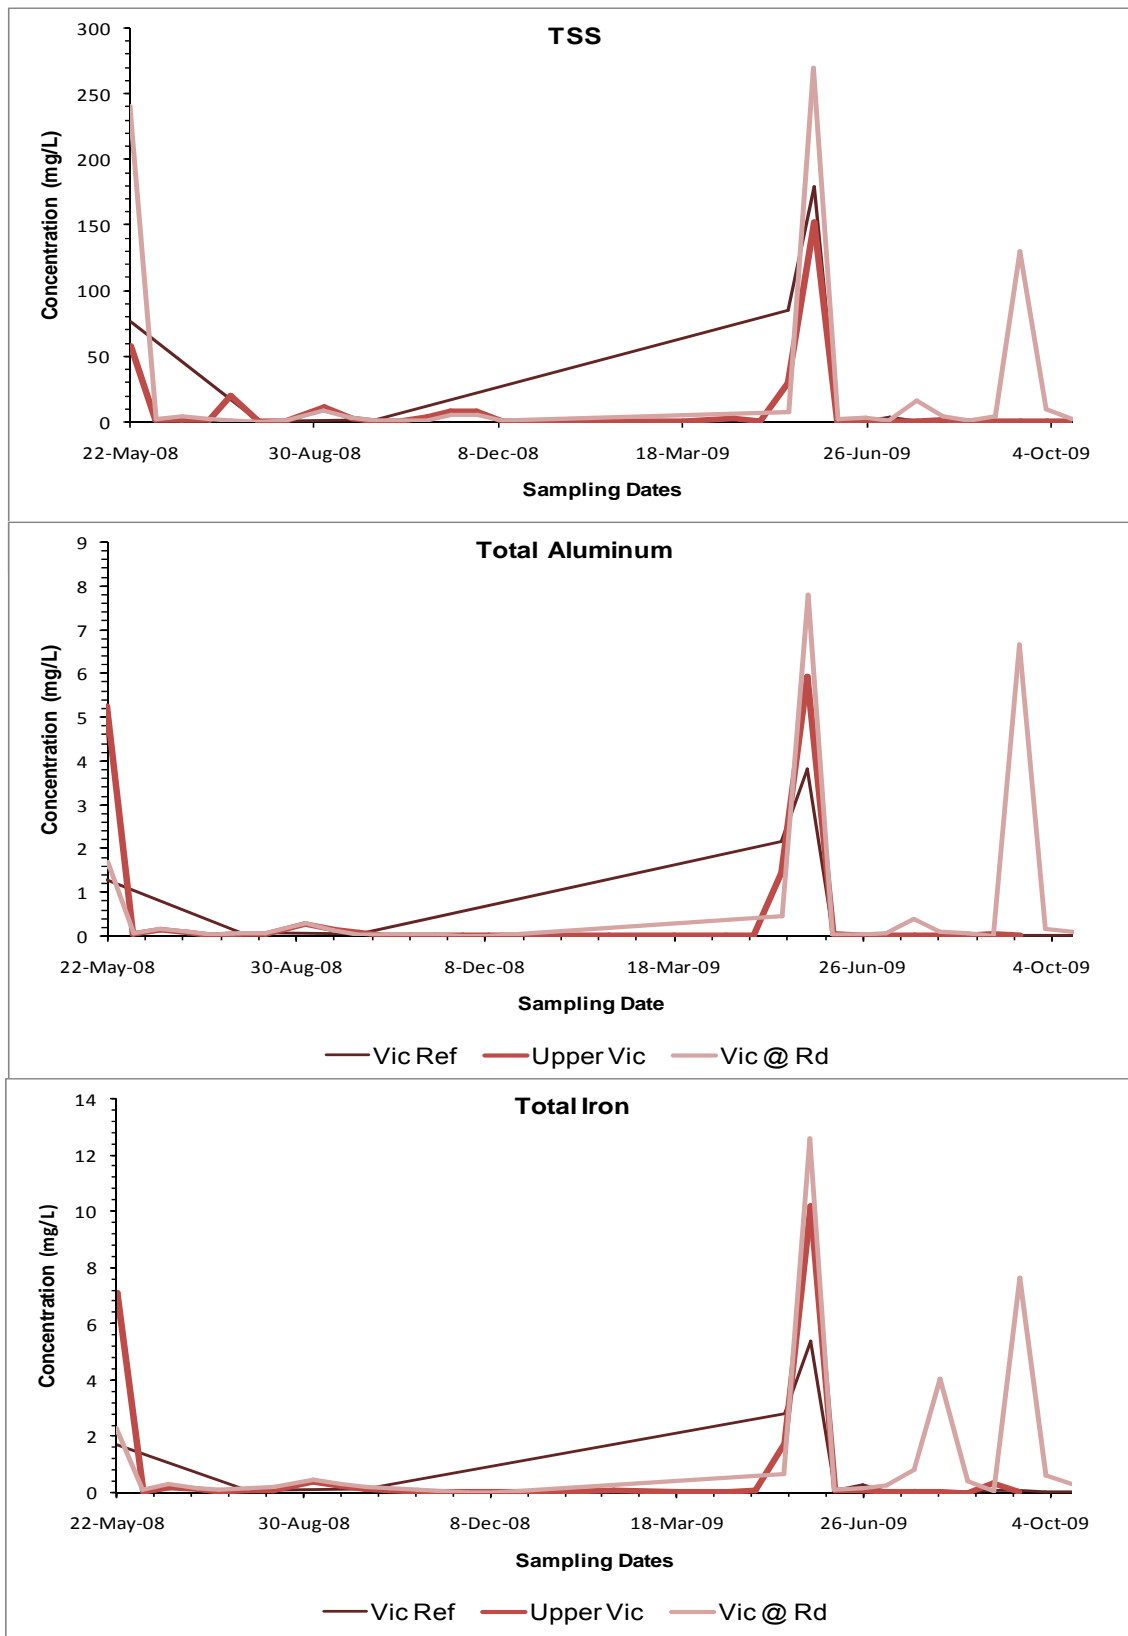 TSS
Concentration (mg/L)
300
250
200
150
100
50
0
22-May-08 30-Aug-08 8-Dec-08 18-Mar-09 26-Jun-09 4-Oct-09
Sampling Dates
Total Aluminum
Concentration (mg/L)
9
8
7
6
5
4
3
2
1
0
22-May-08 30-Aug-08 8-Dec-08 18-Mar-09 26-Jun-09 4-Oct-09
Sampling Date
Vic Ref Upper Vic Vic @ Rd
Total Iron
Concentration (mg/L)
14
12
10
8
6
4
2
0
22-May-08 30-Aug-08 8-Dec-08 18-Mar-09 26-Jun-09 4-Oct-09
Sampling Dates
Vic Ref Upper Vic Vic @ Rd